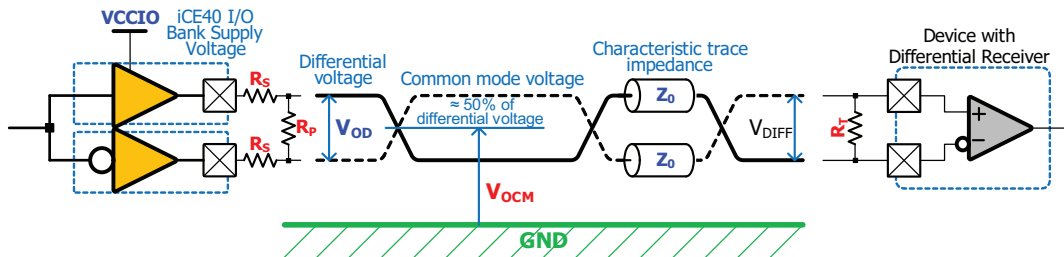 VCCIO
iCE40 I/O
Bank Supply
Voltage
RS
RP
RS
Differential
voltage
VOD
Common mode voltage
≈ 50% of
differential voltage
VOCM
GND
Characteristic trace
impedance
Z0
Z0
VDIFF
RT
Device with
Differential Receiver
+
−